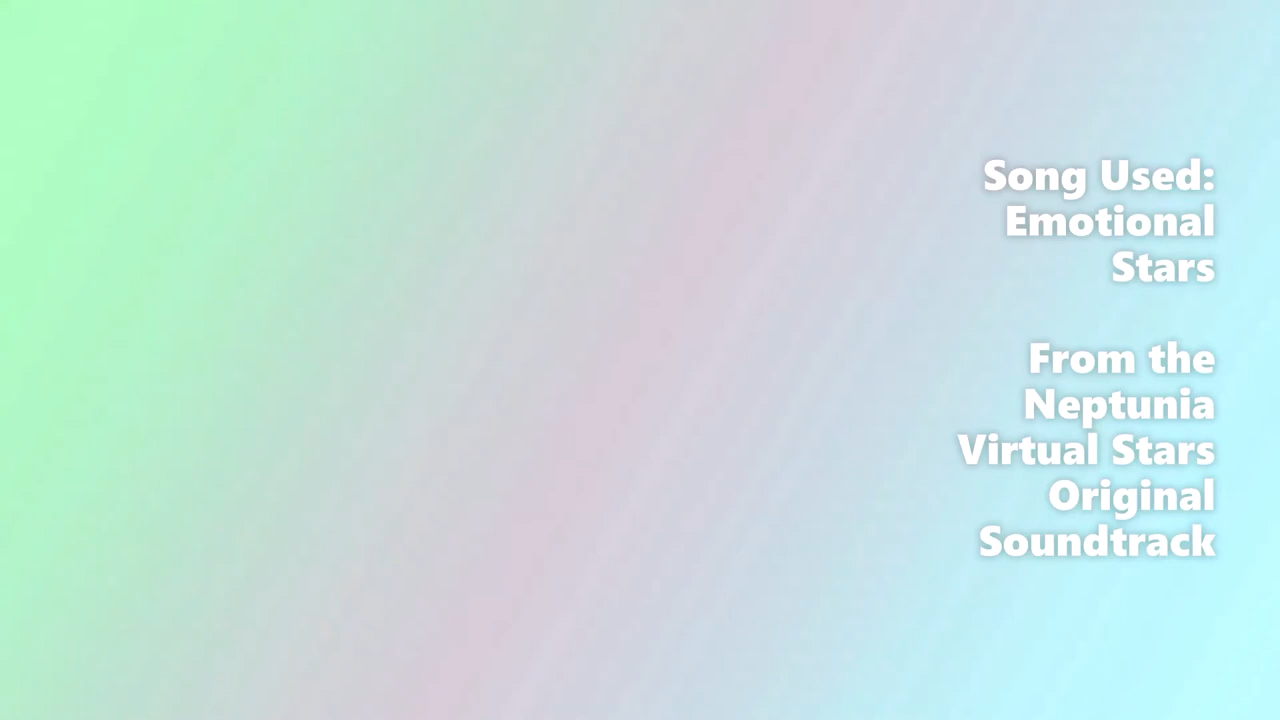 Song Used:
Emotional
Stars
From the
Neptunia
Virtual Stars
Original
Soundtrack